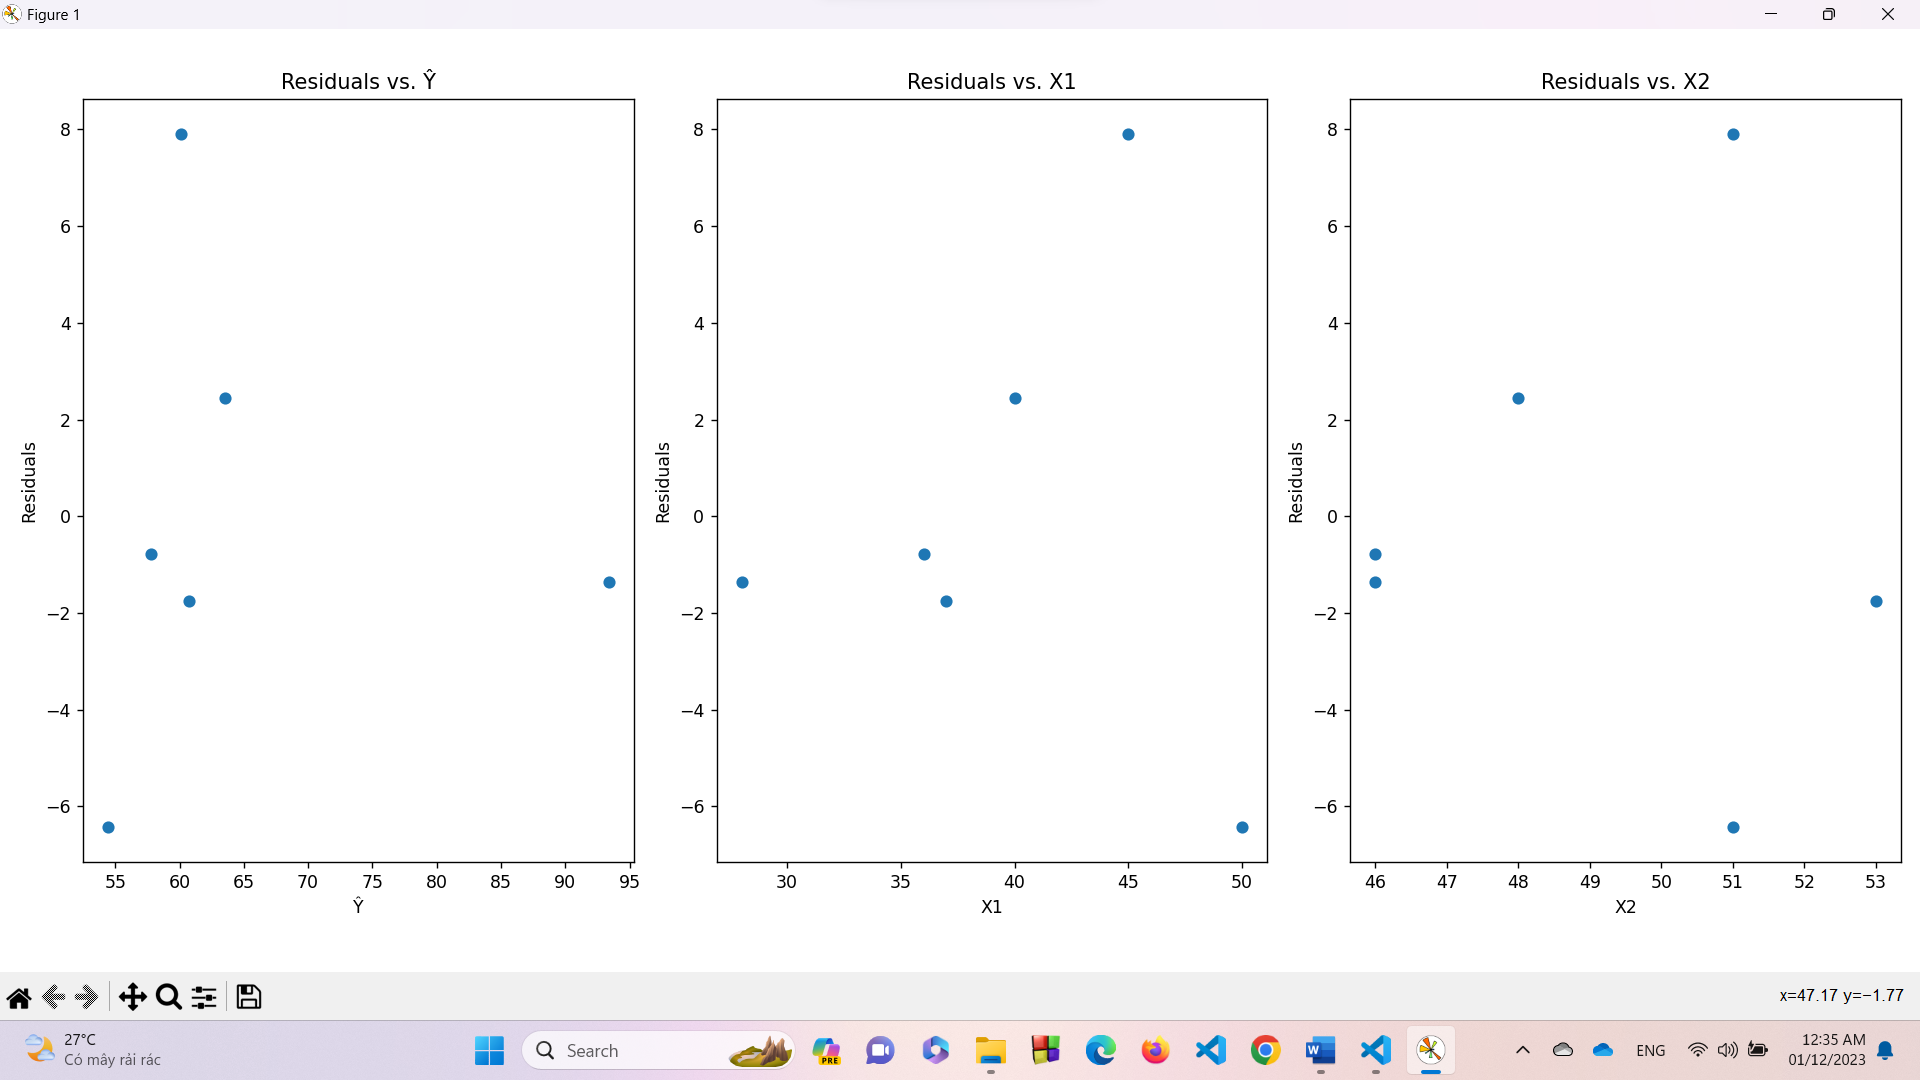 Figure 1
Residuals vs. Ŷ
8
6
4
2
0
−2
−4
−6
Residuals
55 60 65 70 75 80 85 90 95
Ŷ
Residuals vs. X1
8
6
4
2
0
−2
−4
−6
Residuals
30 35 40 45 50
X1
Residuals vs. X2
8
6
4
2
0
−2
−4
−6
Residuals
46 47 48 49 50 51 52 53
X2
x=47.17 y=−1.77
27°C
Có mây rải rác
Search
PRE
W
ENG
12:35 AM
01/12/2023